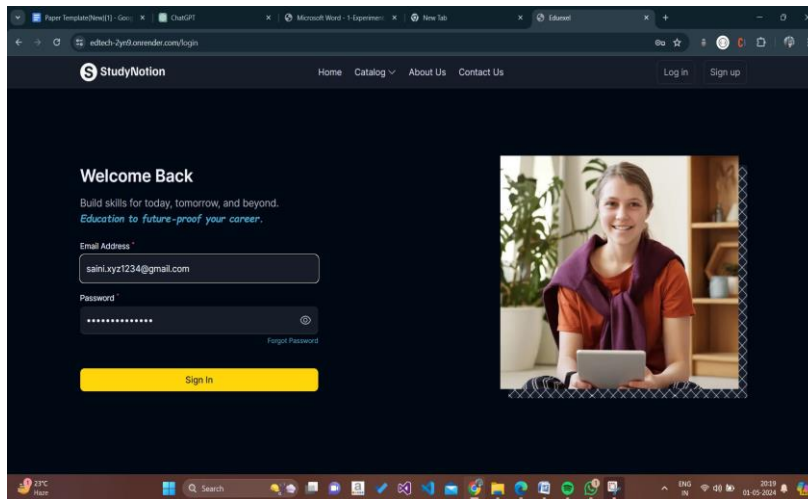 Paper Template(New)[1] - Goog
ChatGPT
Microsoft Word - 1-Experimen
New Tab
Eduexel
edtech-2yn9.onrender.com/login
StudyNotion
Home
Catalog
About Us
Contact Us
Log in
Sign up
Welcome Back
Build skills for today, tomorrow, and beyond.
Education to future-proof your career.
Email Address *
saini.xyz1234@gmail.com
Password *
••••••••••••••
Forgot Password
Sign In
23°C
Haze
Search
ENG
IN
20:19
01-05-2024